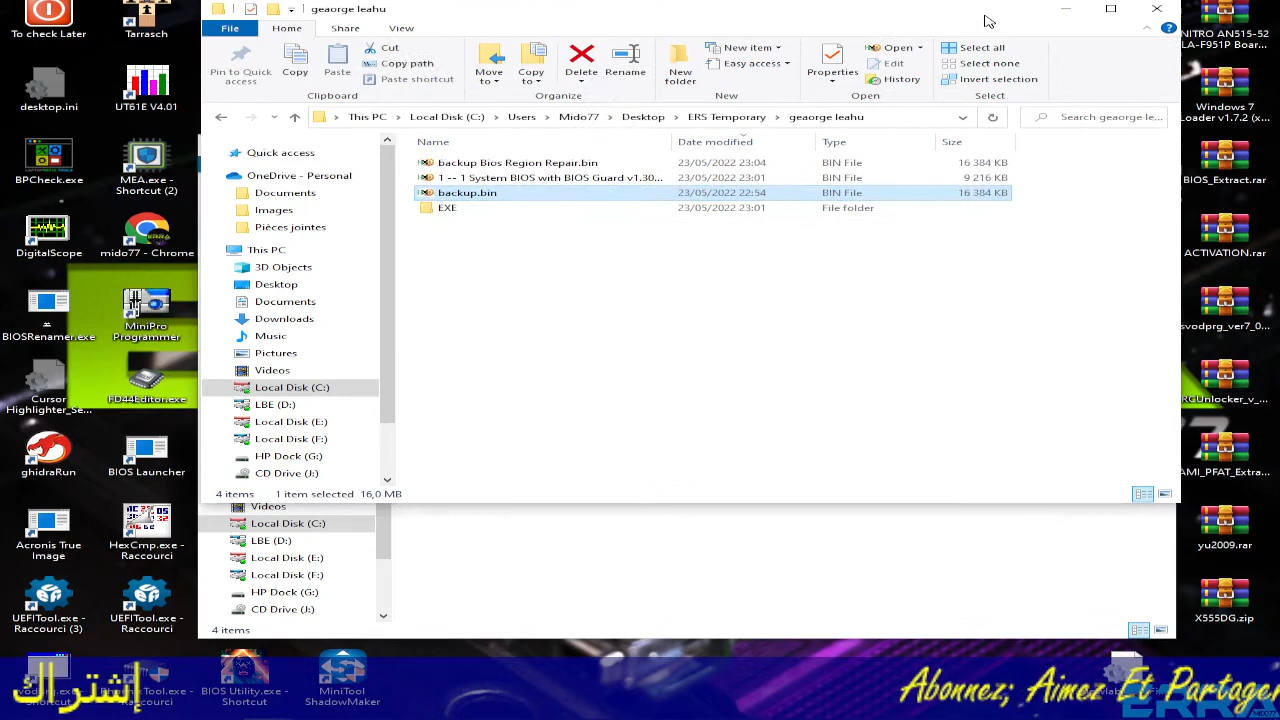 To check Later
Tarrasch
desktop.ini
UT61E V4.01
BPCheck.exe
MEA.exe - Shortcut (2)
DigitalScope
mido77 - Chrome
BIOSRenamer.exe
MiniPro Programmer
Cursor Highlighter_Se...
FD44Editor.exe
ghidraRun
BIOS Launcher
Acronis True Image
HexCmp.exe - Raccourci
UEFITool.exe - Raccourci (3)
UEFITool.exe - Raccourci
BIOS Utility.exe - Shortcut
MiniTool ShadowMaker
geaorge leahu
File
Home
Share
View
Pin to Quick access
Copy
Paste
Cut
Copy path
Paste shortcut
Clipboard
Move to
Copy to
Delete
Rename
Organize
New folder
New item
Easy access
New
Properties
Open
Edit
History
Open
Select all
Select none
Invert selection
Select
This PC
Local Disk (C:)
Users
Mido77
Desktop
ERS Temporary
geaorge leahu
Search geaorge le...
Name
Date modified
Type
Size
backup Bios Region Repair.bin 23/05/2022 23:04 BIN File 16 384 KB
1 -- 1 System BIOS with BIOS Guard v1.30... 23/05/2022 23:01 BIN File 9 216 KB
backup.bin 23/05/2022 22:54 BIN File 16 384 KB
EXE 23/05/2022 23:01 File folder
Quick access
OneDrive - Personal
Documents
Images
Pièces jointes
This PC
3D Objects
Desktop
Documents
Downloads
Music
Pictures
Videos
Local Disk (C:)
LBE (D:)
Local Disk (E:)
Local Disk (F:)
HP Dock (G:)
CD Drive (J:)
4 items 1 item selected 16,0 MB
Videos
Local Disk (C:)
LBE (D:)
Local Disk (E:)
Local Disk (F:)
HP Dock (G:)
CD Drive (J:)
4 items
NITRO AN515-52 LA-F951P Boar...
Windows 7 Loader v1.7.2 (x...
BIOS_Extract.rar
ACTIVATION.rar
svodprg_ver7_0...
RGUnlocker_v_...
AMI_PFAT_Extra...
yu2009.rar
X555DG.zip
إشتراك
Abonnez; Aimez Et Partagez
ERRA
MIDO77